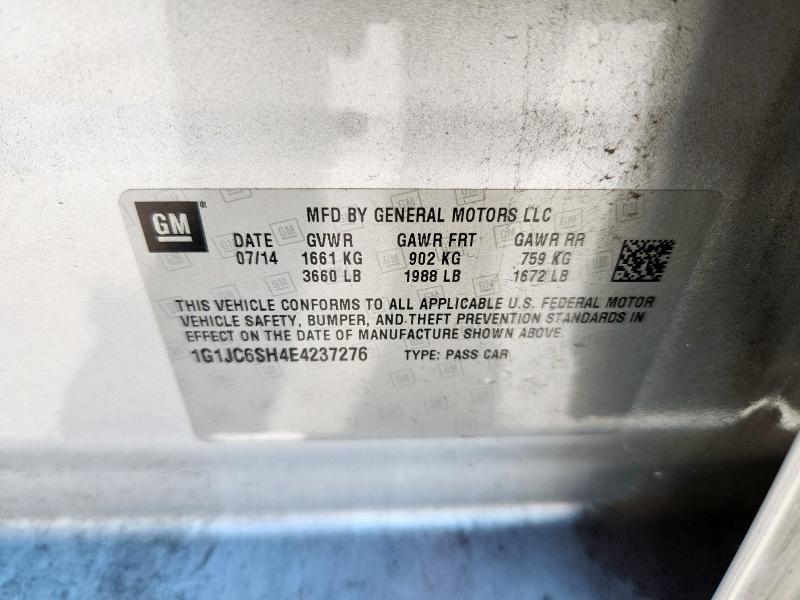 GM®
MFD BY GENERAL MOTORS LLC
DATE GVWR GAWR FRT GAWR RR
07/14 1661 KG 902 KG 759 KG
3660 LB 1988 LB 1672 LB
THIS VEHICLE CONFORMS TO ALL APPLICABLE U.S. FEDERAL MOTOR
VEHICLE SAFETY, BUMPER, AND THEFT PREVENTION STANDARDS IN
EFFECT ON THE DATE OF MANUFACTURE SHOWN ABOVE.
1G1JC6SH4E4237276 TYPE: PASS CAR